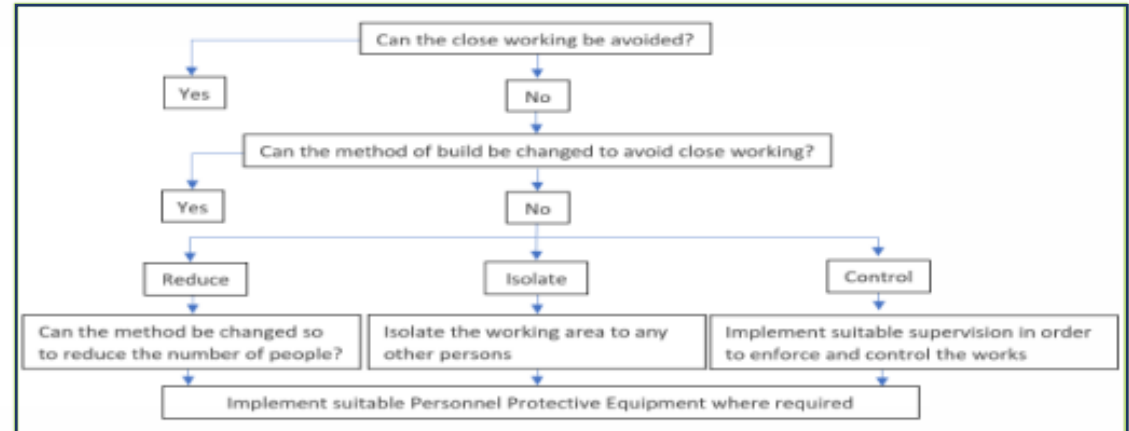 Can the close working be avoided?
Yes
No
Can the method of build be changed to avoid close working?
Yes
No
Reduce
Isolate
Control
Can the method be changed so
to reduce the number of people?
Isolate the working area to any
other persons
Implement suitable supervision in order
to enforce and control the works
Implement suitable Personnel Protective Equipment where required